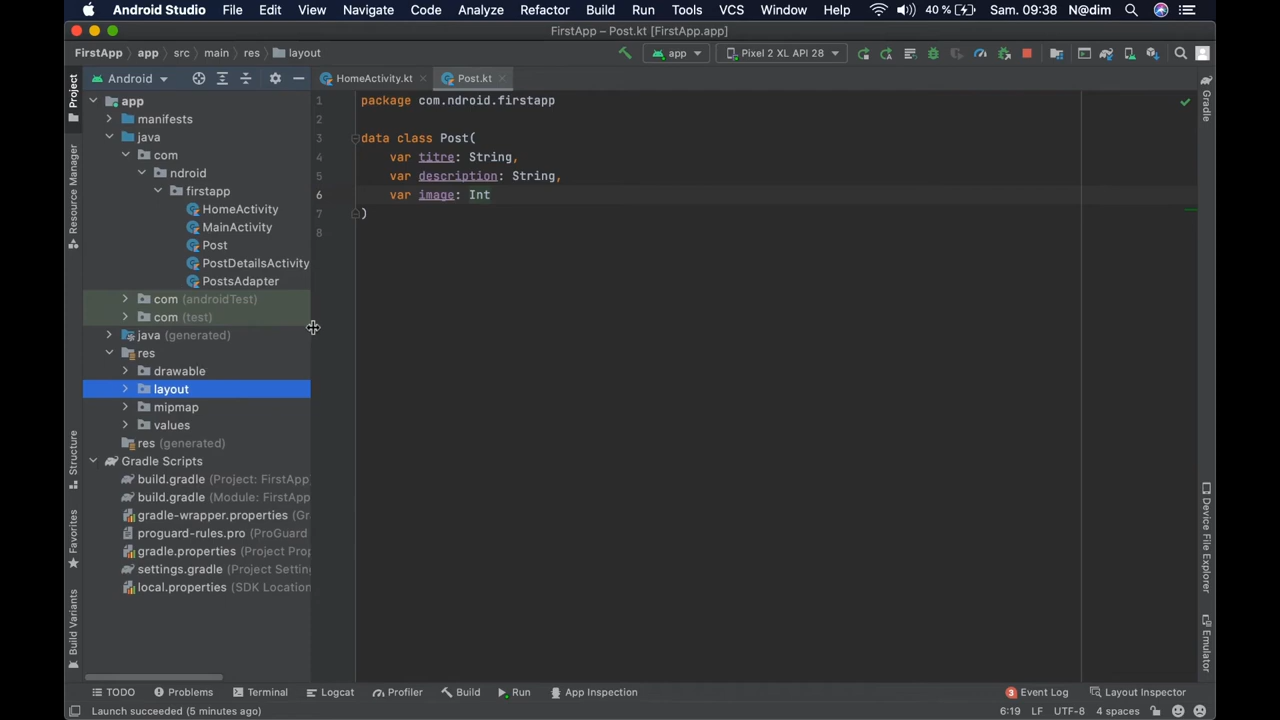 Android Studio File Edit View Navigate Code Analyze Refactor Build Run Tools VCS Window Help 40 % Sam. 09:38 N@dim
FirstApp – Post.kt [FirstApp.app]
FirstApp app src main res layout
app Pixel 2 XL API 28
Android
HomeActivity.kt Post.kt
Project
Resource Manager
Structure
Favorites
Build Variants
app
manifests
java
com
ndroid
firstapp
HomeActivity
MainActivity
Post
PostDetailsActivity
PostsAdapter
com (androidTest)
com (test)
java (generated)
res
drawable
layout
mipmap
values
res (generated)
Gradle Scripts
build.gradle (Project: FirstApp)
build.gradle (Module: FirstApp
gradle-wrapper.properties (Gr
proguard-rules.pro (ProGuard
gradle.properties (Project Prop
settings.gradle (Project Setting
local.properties (SDK Location
1 package com.ndroid.firstapp
2
3 data class Post(
4 var titre: String,
5 var description: String,
6 var image: Int
7 )
8
Gradle
Device File Explorer
Emulator
TODO Problems Terminal Logcat Profiler Build Run App Inspection 3 Event Log Layout Inspector
Launch succeeded (5 minutes ago) 6:19 LF UTF-8 4 spaces